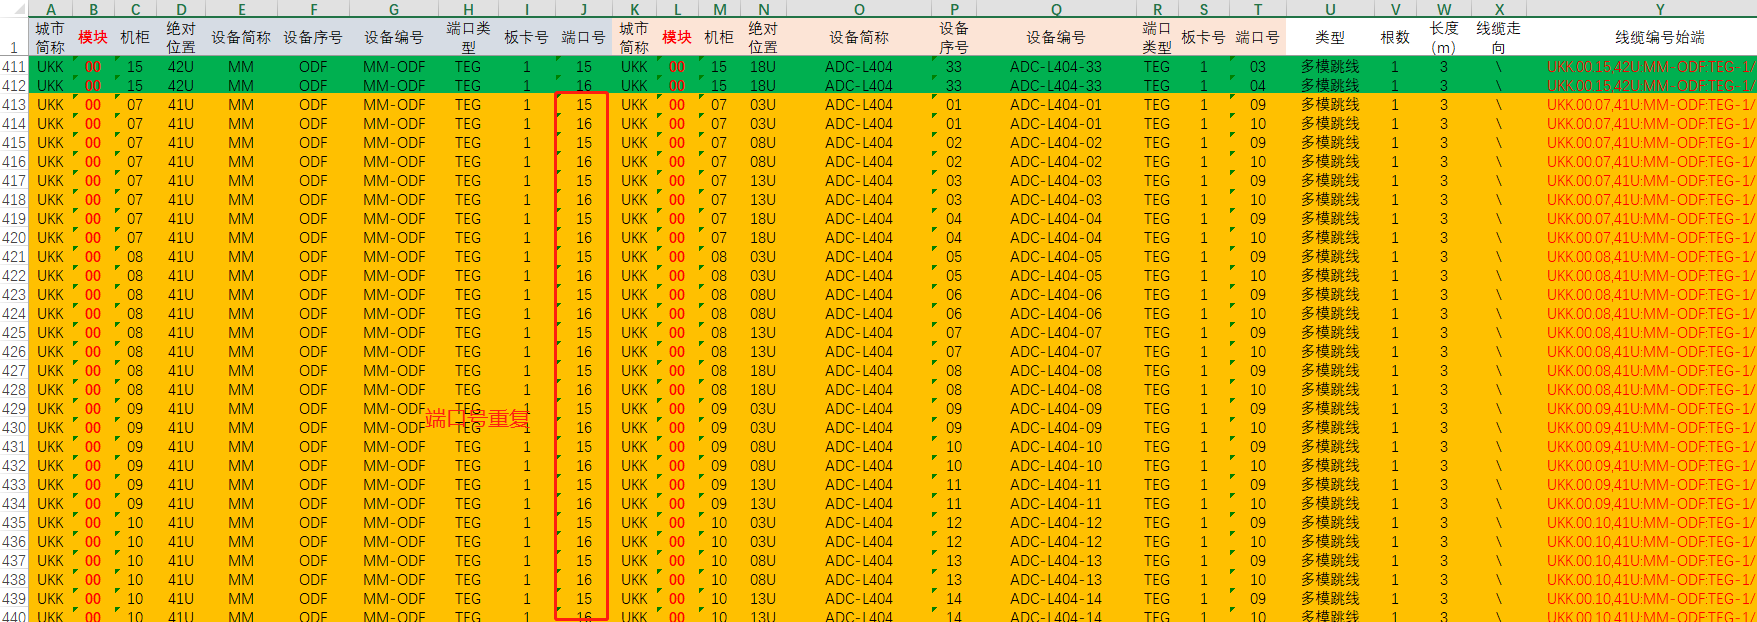 A B C D E F G H I J K L M N O P Q R S T U V W X Y
1 城市简称 模块 机柜 绝对位置 设备简称 设备序号 设备编号 端口类型 板卡号 端口号 城市简称 模块 机柜 绝对位置 设备简称 设备序号 设备编号 端口类型 板卡号 端口号 类型 根数 长度（m） 线缆走向 线缆编号始端
411 UKK 00 15 42U MM ODF MM-ODF TEG 1 15 UKK 00 15 18U ADC-L404 33 ADC-L404-33 TEG 1 03 多模跳线 1 3 \ UKK.00.15,42U:MM-ODF:TEG-1/
412 UKK 00 15 42U MM ODF MM-ODF TEG 1 16 UKK 00 15 18U ADC-L404 33 ADC-L404-33 TEG 1 04 多模跳线 1 3 \ UKK.00.15,42U:MM-ODF:TEG-1/
413 UKK 00 07 41U MM ODF MM-ODF TEG 1 15 UKK 00 07 03U ADC-L404 01 ADC-L404-01 TEG 1 09 多模跳线 1 3 \ UKK.00.07,41U:MM-ODF:TEG-1/
414 UKK 00 07 41U MM ODF MM-ODF TEG 1 16 UKK 00 07 03U ADC-L404 01 ADC-L404-01 TEG 1 10 多模跳线 1 3 \ UKK.00.07,41U:MM-ODF:TEG-1/
415 UKK 00 07 41U MM ODF MM-ODF TEG 1 15 UKK 00 07 08U ADC-L404 02 ADC-L404-02 TEG 1 09 多模跳线 1 3 \ UKK.00.07,41U:MM-ODF:TEG-1/
416 UKK 00 07 41U MM ODF MM-ODF TEG 1 16 UKK 00 07 08U ADC-L404 02 ADC-L404-02 TEG 1 10 多模跳线 1 3 \ UKK.00.07,41U:MM-ODF:TEG-1/
417 UKK 00 07 41U MM ODF MM-ODF TEG 1 15 UKK 00 07 13U ADC-L404 03 ADC-L404-03 TEG 1 09 多模跳线 1 3 \ UKK.00.07,41U:MM-ODF:TEG-1/
418 UKK 00 07 41U MM ODF MM-ODF TEG 1 16 UKK 00 07 13U ADC-L404 03 ADC-L404-03 TEG 1 10 多模跳线 1 3 \ UKK.00.07,41U:MM-ODF:TEG-1/
419 UKK 00 07 41U MM ODF MM-ODF TEG 1 15 UKK 00 07 18U ADC-L404 04 ADC-L404-04 TEG 1 09 多模跳线 1 3 \ UKK.00.07,41U:MM-ODF:TEG-1/
420 UKK 00 07 41U MM ODF MM-ODF TEG 1 16 UKK 00 07 18U ADC-L404 04 ADC-L404-04 TEG 1 10 多模跳线 1 3 \ UKK.00.07,41U:MM-ODF:TEG-1/
421 UKK 00 08 41U MM ODF MM-ODF TEG 1 15 UKK 00 08 03U ADC-L404 05 ADC-L404-05 TEG 1 09 多模跳线 1 3 \ UKK.00.08,41U:MM-ODF:TEG-1/
422 UKK 00 08 41U MM ODF MM-ODF TEG 1 16 UKK 00 08 03U ADC-L404 05 ADC-L404-05 TEG 1 10 多模跳线 1 3 \ UKK.00.08,41U:MM-ODF:TEG-1/
423 UKK 00 08 41U MM ODF MM-ODF TEG 1 15 UKK 00 08 08U ADC-L404 06 ADC-L404-06 TEG 1 09 多模跳线 1 3 \ UKK.00.08,41U:MM-ODF:TEG-1/
424 UKK 00 08 41U MM ODF MM-ODF TEG 1 16 UKK 00 08 08U ADC-L404 06 ADC-L404-06 TEG 1 10 多模跳线 1 3 \ UKK.00.08,41U:MM-ODF:TEG-1/
425 UKK 00 08 41U MM ODF MM-ODF TEG 1 15 UKK 00 08 13U ADC-L404 07 ADC-L404-07 TEG 1 09 多模跳线 1 3 \ UKK.00.08,41U:MM-ODF:TEG-1/
426 UKK 00 08 41U MM ODF MM-ODF TEG 1 16 UKK 00 08 13U ADC-L404 07 ADC-L404-07 TEG 1 10 多模跳线 1 3 \ UKK.00.08,41U:MM-ODF:TEG-1/
427 UKK 00 08 41U MM ODF MM-ODF TEG 1 15 UKK 00 08 18U ADC-L404 08 ADC-L404-08 TEG 1 09 多模跳线 1 3 \ UKK.00.08,41U:MM-ODF:TEG-1/
428 UKK 00 08 41U MM ODF MM-ODF TEG 1 16 UKK 00 08 18U ADC-L404 08 ADC-L404-08 TEG 1 10 多模跳线 1 3 \ UKK.00.08,41U:MM-ODF:TEG-1/
429 UKK 00 09 41U MM ODF MM-ODF TEG 1 15 UKK 00 09 03U ADC-L404 09 ADC-L404-09 TEG 1 09 多模跳线 1 3 \ UKK.00.09,41U:MM-ODF:TEG-1/
端口号重复
430 UKK 00 09 41U MM ODF MM-ODF TEG 1 16 UKK 00 09 03U ADC-L404 09 ADC-L404-09 TEG 1 10 多模跳线 1 3 \ UKK.00.09,41U:MM-ODF:TEG-1/
431 UKK 00 09 41U MM ODF MM-ODF TEG 1 15 UKK 00 09 08U ADC-L404 10 ADC-L404-10 TEG 1 09 多模跳线 1 3 \ UKK.00.09,41U:MM-ODF:TEG-1/
432 UKK 00 09 41U MM ODF MM-ODF TEG 1 16 UKK 00 09 08U ADC-L404 10 ADC-L404-10 TEG 1 10 多模跳线 1 3 \ UKK.00.09,41U:MM-ODF:TEG-1/
433 UKK 00 09 41U MM ODF MM-ODF TEG 1 15 UKK 00 09 13U ADC-L404 11 ADC-L404-11 TEG 1 09 多模跳线 1 3 \ UKK.00.09,41U:MM-ODF:TEG-1/
434 UKK 00 09 41U MM ODF MM-ODF TEG 1 16 UKK 00 09 13U ADC-L404 11 ADC-L404-11 TEG 1 10 多模跳线 1 3 \ UKK.00.09,41U:MM-ODF:TEG-1/
435 UKK 00 10 41U MM ODF MM-ODF TEG 1 15 UKK 00 10 03U ADC-L404 12 ADC-L404-12 TEG 1 09 多模跳线 1 3 \ UKK.00.10,41U:MM-ODF:TEG-1/
436 UKK 00 10 41U MM ODF MM-ODF TEG 1 16 UKK 00 10 03U ADC-L404 12 ADC-L404-12 TEG 1 10 多模跳线 1 3 \ UKK.00.10,41U:MM-ODF:TEG-1/
437 UKK 00 10 41U MM ODF MM-ODF TEG 1 15 UKK 00 10 08U ADC-L404 13 ADC-L404-13 TEG 1 09 多模跳线 1 3 \ UKK.00.10,41U:MM-ODF:TEG-1/
438 UKK 00 10 41U MM ODF MM-ODF TEG 1 16 UKK 00 10 08U ADC-L404 13 ADC-L404-13 TEG 1 10 多模跳线 1 3 \ UKK.00.10,41U:MM-ODF:TEG-1/
439 UKK 00 10 41U MM ODF MM-ODF TEG 1 15 UKK 00 10 13U ADC-L404 14 ADC-L404-14 TEG 1 09 多模跳线 1 3 \ UKK.00.10,41U:MM-ODF:TEG-1/
440 UKK 00 10 41U MM ODF MM-ODF TEG 1 16 UKK 00 10 13U ADC-L404 14 ADC-L404-14 TEG 1 10 多模跳线 1 3 \ UKK.00.10,41U:MM-ODF:TEG-1/